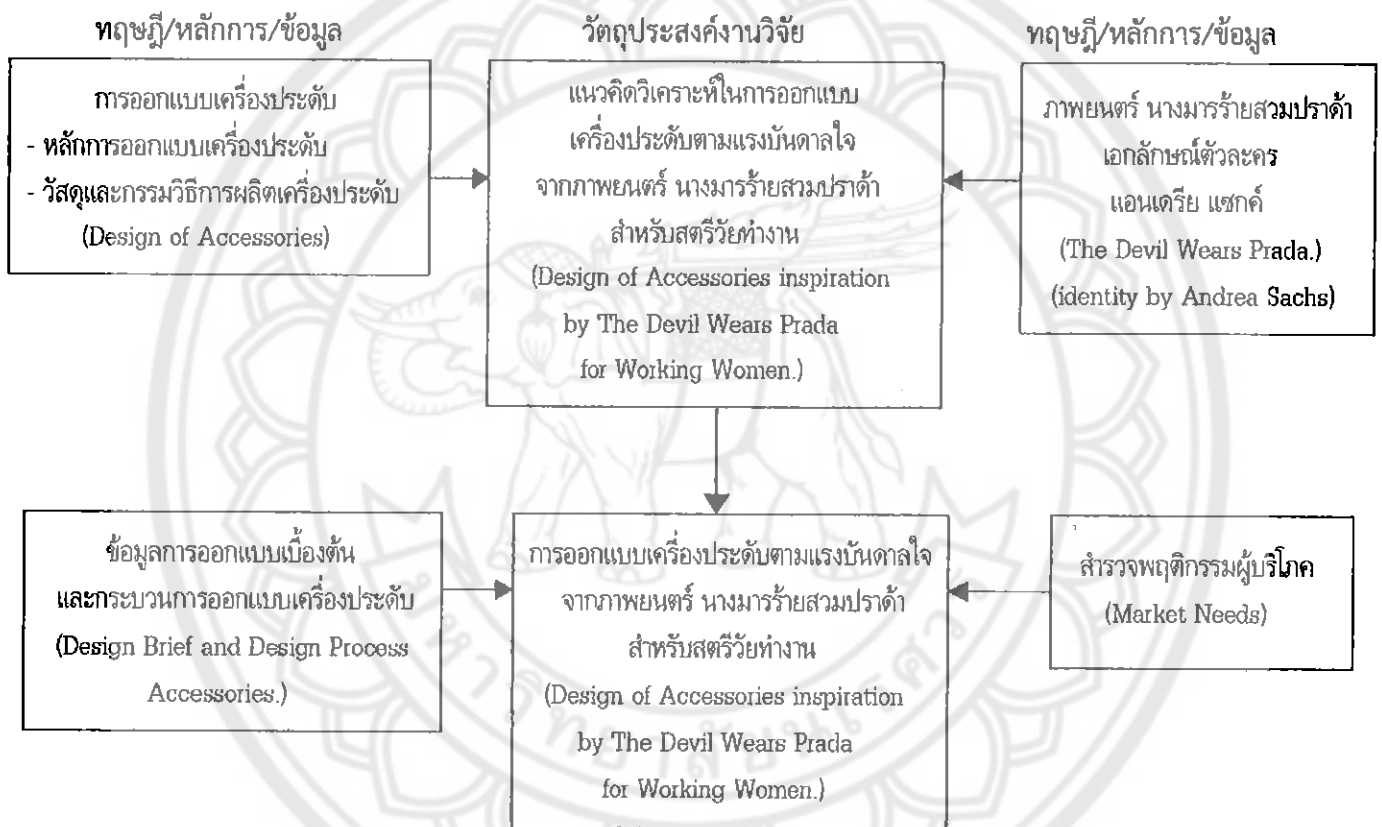 ทฤษฎี/หลักการ/ข้อมูล
การออกแบบเครื่องประดับ
- หลักการออกแบบเครื่องประดับ
- วัสดุและกรรมวิธีการผลิตเครื่องประดับ
(Design of Accessories)
วัตถุประสงค์งานวิจัย
แนวคิดวิเคราะห์ในการออกแบบ
เครื่องประดับตามแรงบันดาลใจ
จากภาพยนตร์ นางมารร้ายสวมปราด้า
สำหรับสตรีวัยทำงาน
(Design of Accessories inspiration
by The Devil Wears Prada
for Working Women.)
ทฤษฎี/หลักการ/ข้อมูล
ภาพยนตร์ นางมารร้ายสวมปราด้า
เอกลักษณ์ตัวละคร
แอนเดรีย แซกค์
(The Devil Wears Prada.)
(identity by Andrea Sachs)
ข้อมูลการออกแบบเบื้องต้น
และกระบวนการออกแบบเครื่องประดับ
(Design Brief and Design Process
Accessories.)
การออกแบบเครื่องประดับตามแรงบันดาลใจ
จากภาพยนตร์ นางมารร้ายสวมปราด้า
สำหรับสตรีวัยทำงาน
(Design of Accessories inspiration
by The Devil Wears Prada
for Working Women.)
สำรวจพฤติกรรมผู้บริโภค
(Market Needs)